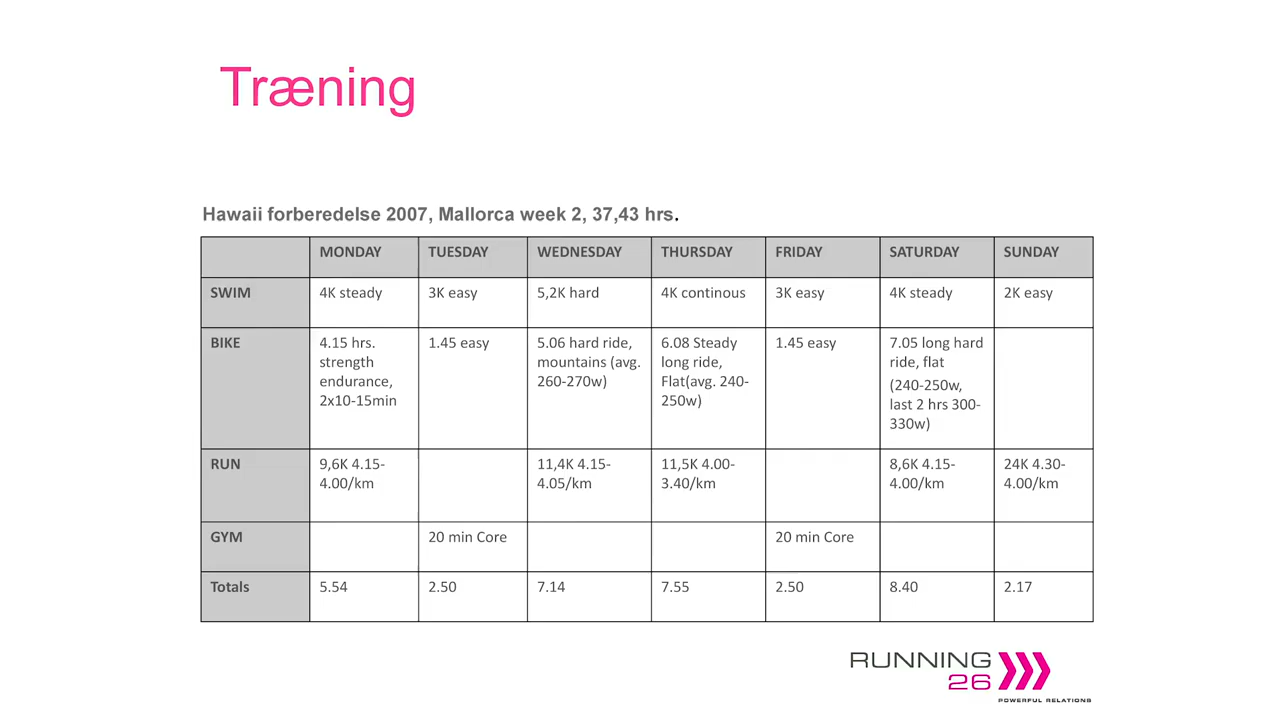 Træning
Hawaii forberedelse 2007, Mallorca week 2, 37,43 hrs.
MONDAY TUESDAY WEDNESDAY THURSDAY FRIDAY SATURDAY SUNDAY
SWIM 4K steady 3K easy 5,2K hard 4K continous 3K easy 4K steady 2K easy
BIKE
4.15 hrs.
strength
endurance,
2x10-15min
1.45 easy
5.06 hard ride,
mountains (avg.
260-270w)
6.08 Steady
long ride,
Flat(avg. 240-
250w)
1.45 easy
7.05 long hard
ride, flat
(240-250w,
last 2 hrs 300-
330w)
RUN
9,6K 4.15-
4.00/km
11,4K 4.15-
4.05/km
11,5K 4.00-
3.40/km
8,6K 4.15-
4.00/km
24K 4.30-
4.00/km
GYM 20 min Core 20 min Core
Totals 5.54 2.50 7.14 7.55 2.50 8.40 2.17
RUNNING
26
POWERFUL RELATIONS